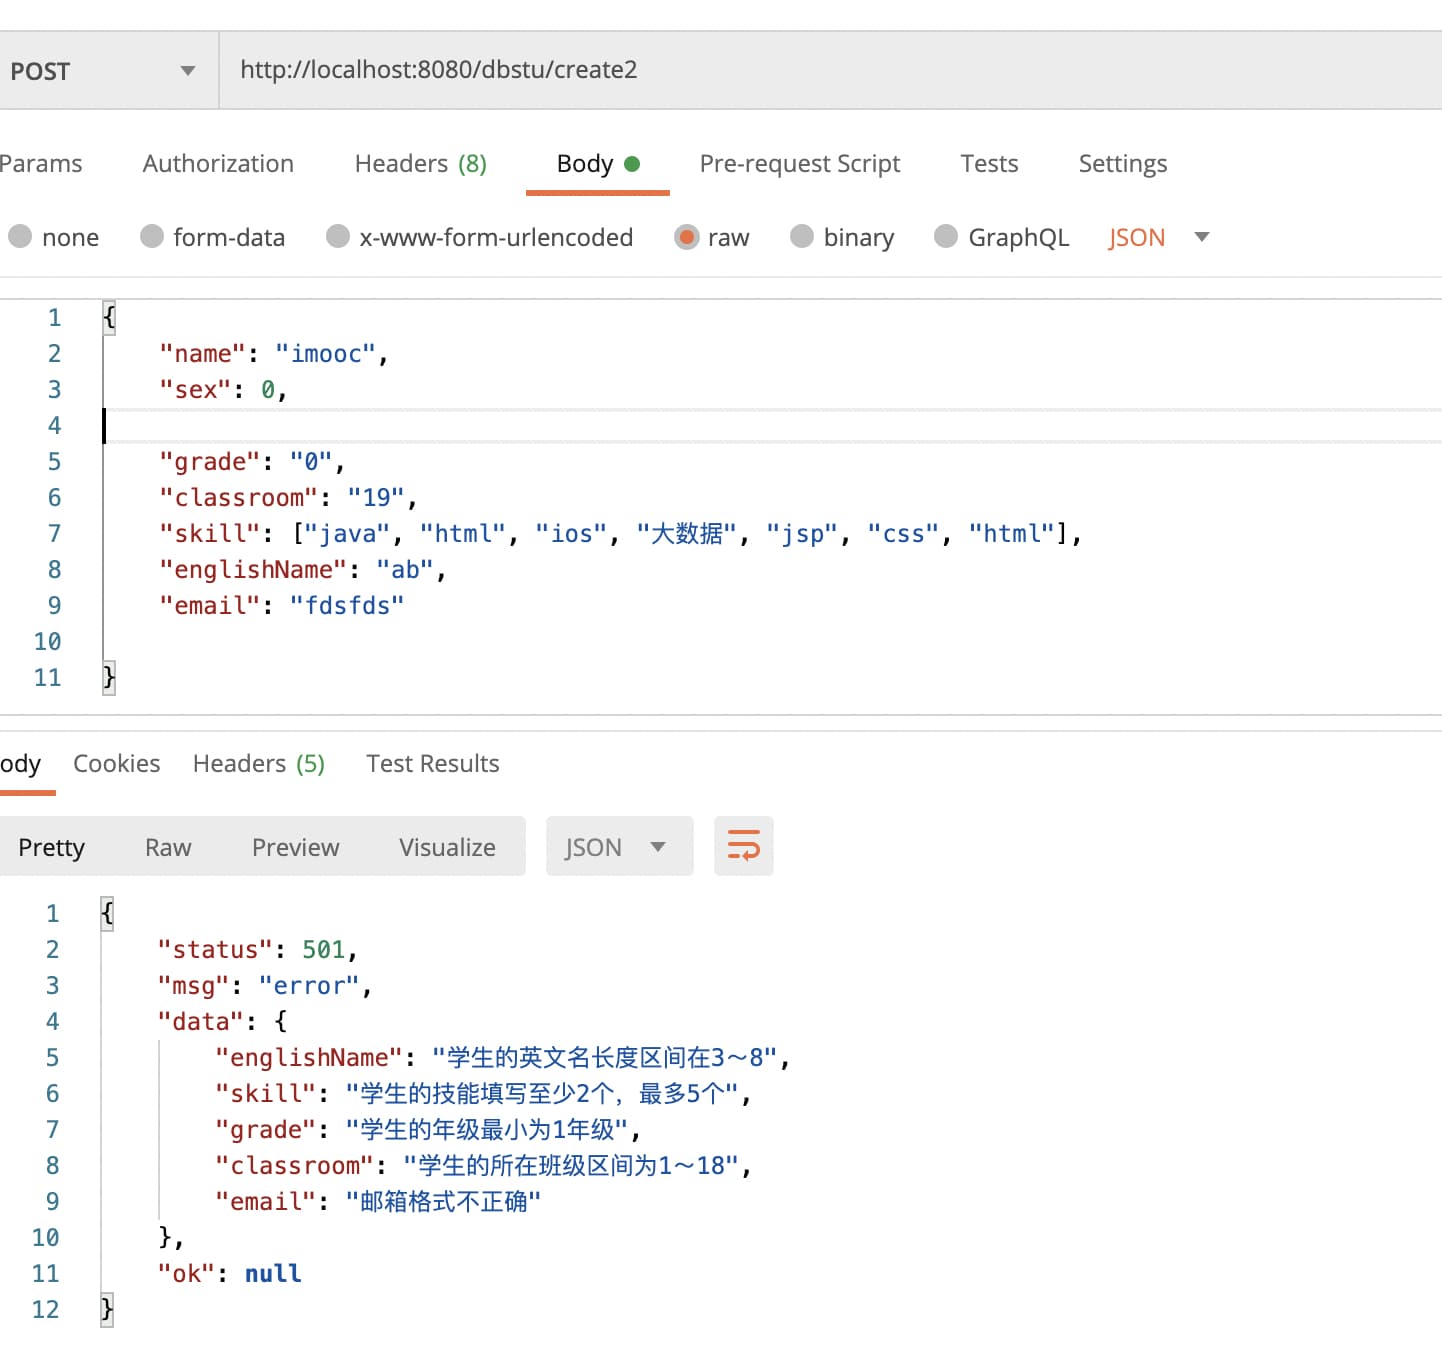 POST http://localhost:8080/dbstu/create2
Params Authorization Headers (8) Body Pre-request Script Tests Settings
none form-data x-www-form-urlencoded raw binary GraphQL JSON
1 {
2 "name": "imooc",
3 "sex": 0,
4
5 "grade": "0",
6 "classroom": "19",
7 "skill": ["java", "html", "ios", "大数据", "jsp", "css", "html"],
8 "englishName": "ab",
9 "email": "fdsfds"
10
11 }
ody Cookies Headers (5) Test Results
Pretty Raw Preview Visualize JSON
1 {
2 "status": 501,
3 "msg": "error",
4 "data": {
5 "englishName": "学生的英文名长度区间在3~8",
6 "skill": "学生的技能填写至少2个，最多5个",
7 "grade": "学生的年级最小为1年级",
8 "classroom": "学生的所在班级区间为1~18",
9 "email": "邮箱格式不正确"
10 },
11 "ok": null
12 }